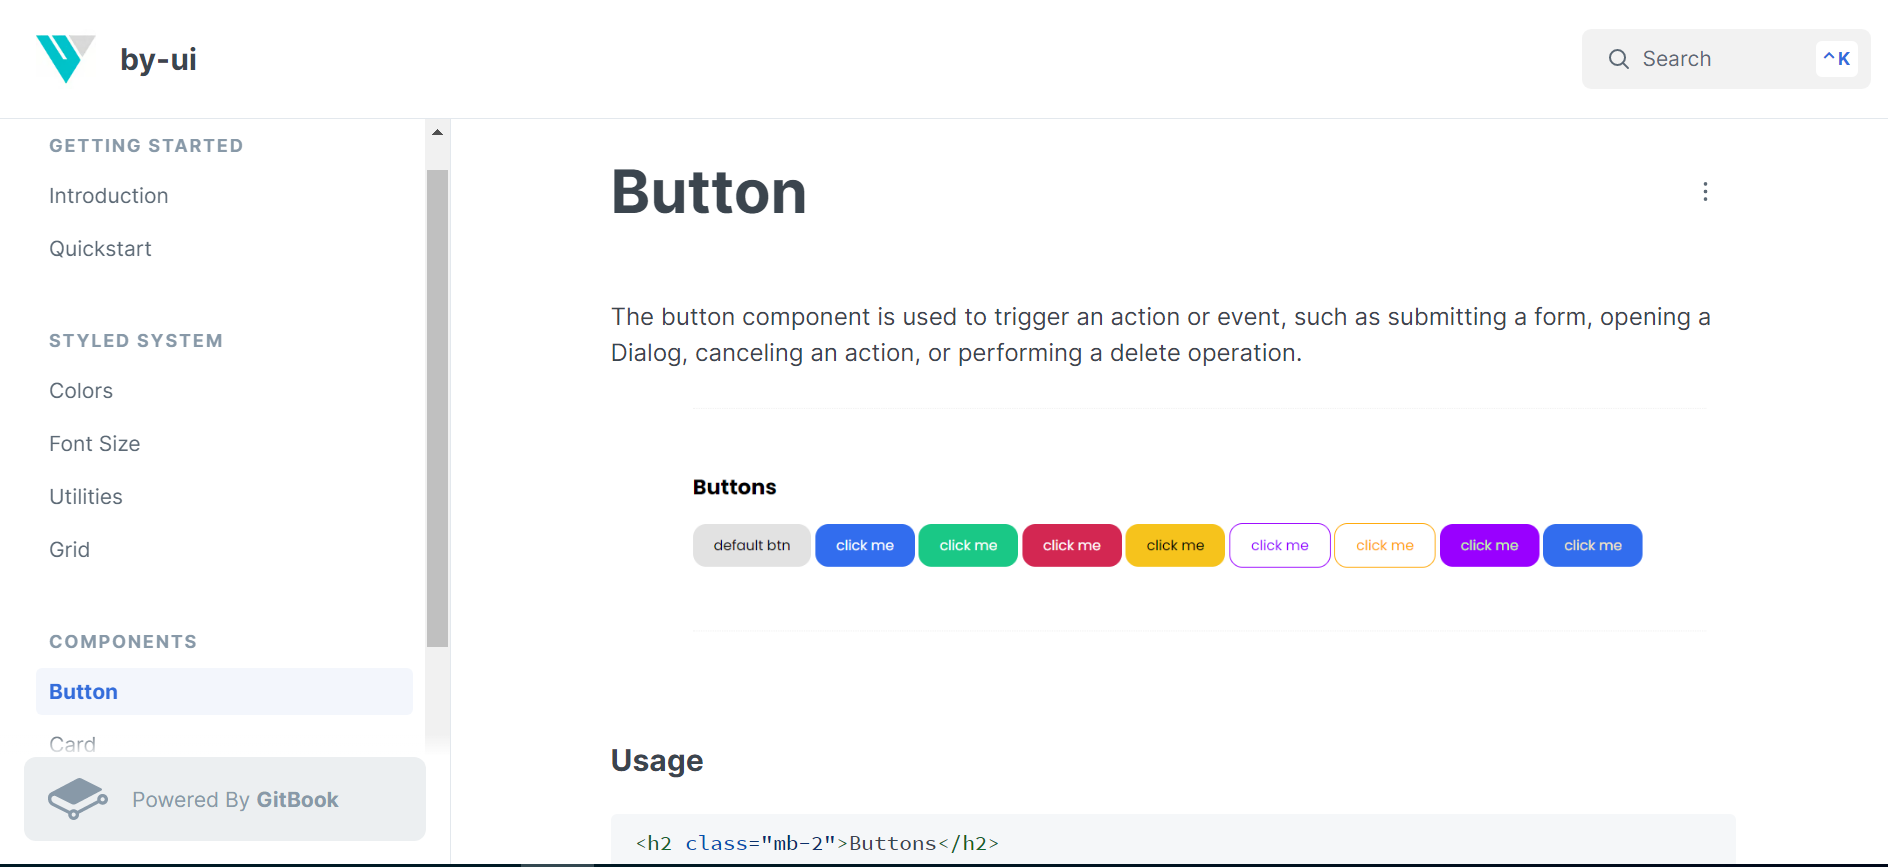 by-ui
Search
^K
GETTING STARTED
Introduction
Quickstart
STYLED SYSTEM
Colors
Font Size
Utilities
Grid
COMPONENTS
Button
Card
Powered By GitBook
Button
The button component is used to trigger an action or event, such as submitting a form, opening a
Dialog, canceling an action, or performing a delete operation.
Buttons
default btn click me click me click me click me click me click me click me click me
Usage
<h2 class="mb-2">Buttons</h2>